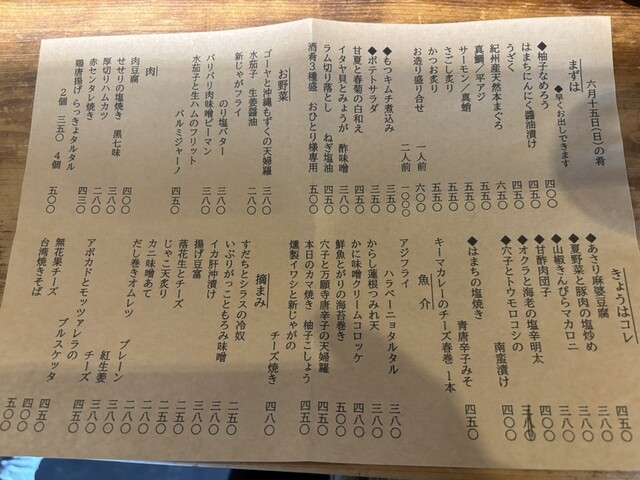 六月十五日(日)の肴
まずは ◆早くお出しできます
◆柚子なめろう 四〇〇
はまちにんにく醤油漬け 四五〇
うざく 四五〇
紀州産天然本まぐろ 六五〇
真鯛/平アジ 五五〇
サーモン/真蛸 五五〇
さごし炙り 五五〇
かつお炙り 五五〇
お造り盛り合せ 一人前 六〇〇
二人前 一〇〇〇
◆もつキムチ煮込み 五五〇
◆ポテトサラダ 三五〇
甘夏と春菊の白和え 四五〇
イタヤ貝とみょうが 酢味噌 三五〇
ラム切り落とし ねぎ塩油 四五〇
酒肴3種盛 おひとり様専用 五〇〇
お野菜
ゴーヤと沖縄もずくの天婦羅 三八〇
水茄子 生姜醤油 三八〇
新じゃがフライ
のり塩バター 三八〇
パリパリ肉味噌ピーマン 三八〇
水茄子と生ハムのフリット
パルミジャーノ 四五〇
肉
肉豆腐 四〇〇
せせりの塩焼き 黒七味 四八〇
厚切りハムカツ 二八〇
赤センタレ焼き 四三〇
鶏唐揚げ らっきょタルタル
2個 三五〇 4個 五〇〇
きょうはコレ
◆あさり麻婆豆腐 四五〇
◆夏野菜と豚肉の塩炒め 四八〇
◆山椒きんぴらマカロニ 三八〇
◆甘酢肉団子 三八〇
◆オクラと海老の塩辛明太 三八〇
◆穴子とトウモロコシの
南蛮漬け 四〇〇
◆はまちの塩焼き
青唐辛子みそ 四五〇
キーマカレーのチーズ春巻 1本
魚介
アジフライ
ハラペーニョタルタル 三八〇
からし蓮根つみれ天 三八〇
かに味噌クリームコロッケ 四五〇
鮮魚とがりの海苔巻き 五〇〇
穴子と万願寺唐辛子の天婦羅 四五〇
本日のカマ焼き 柚子こしょう 四五〇
燻製イワシと新じゃがの
チーズ焼き 四八〇
摘まみ
すだちとシラスの冷奴 二五〇
いぶりがっこともろみ味噌 三八〇
イカ肝沖漬け 三八〇
揚げ豆富 二五〇
落花生とチーズ 二五〇
じゃこ天炙り 二五〇
カニ味噌あて 四五〇
だし巻きオムレツ プレーン 二八〇
紅生姜 三八〇
チーズ 三八〇
アボカドとモッツァレラの
ブルスケッタ 四五〇
無花果チーズ 四〇〇
台湾焼きそば 五〇〇